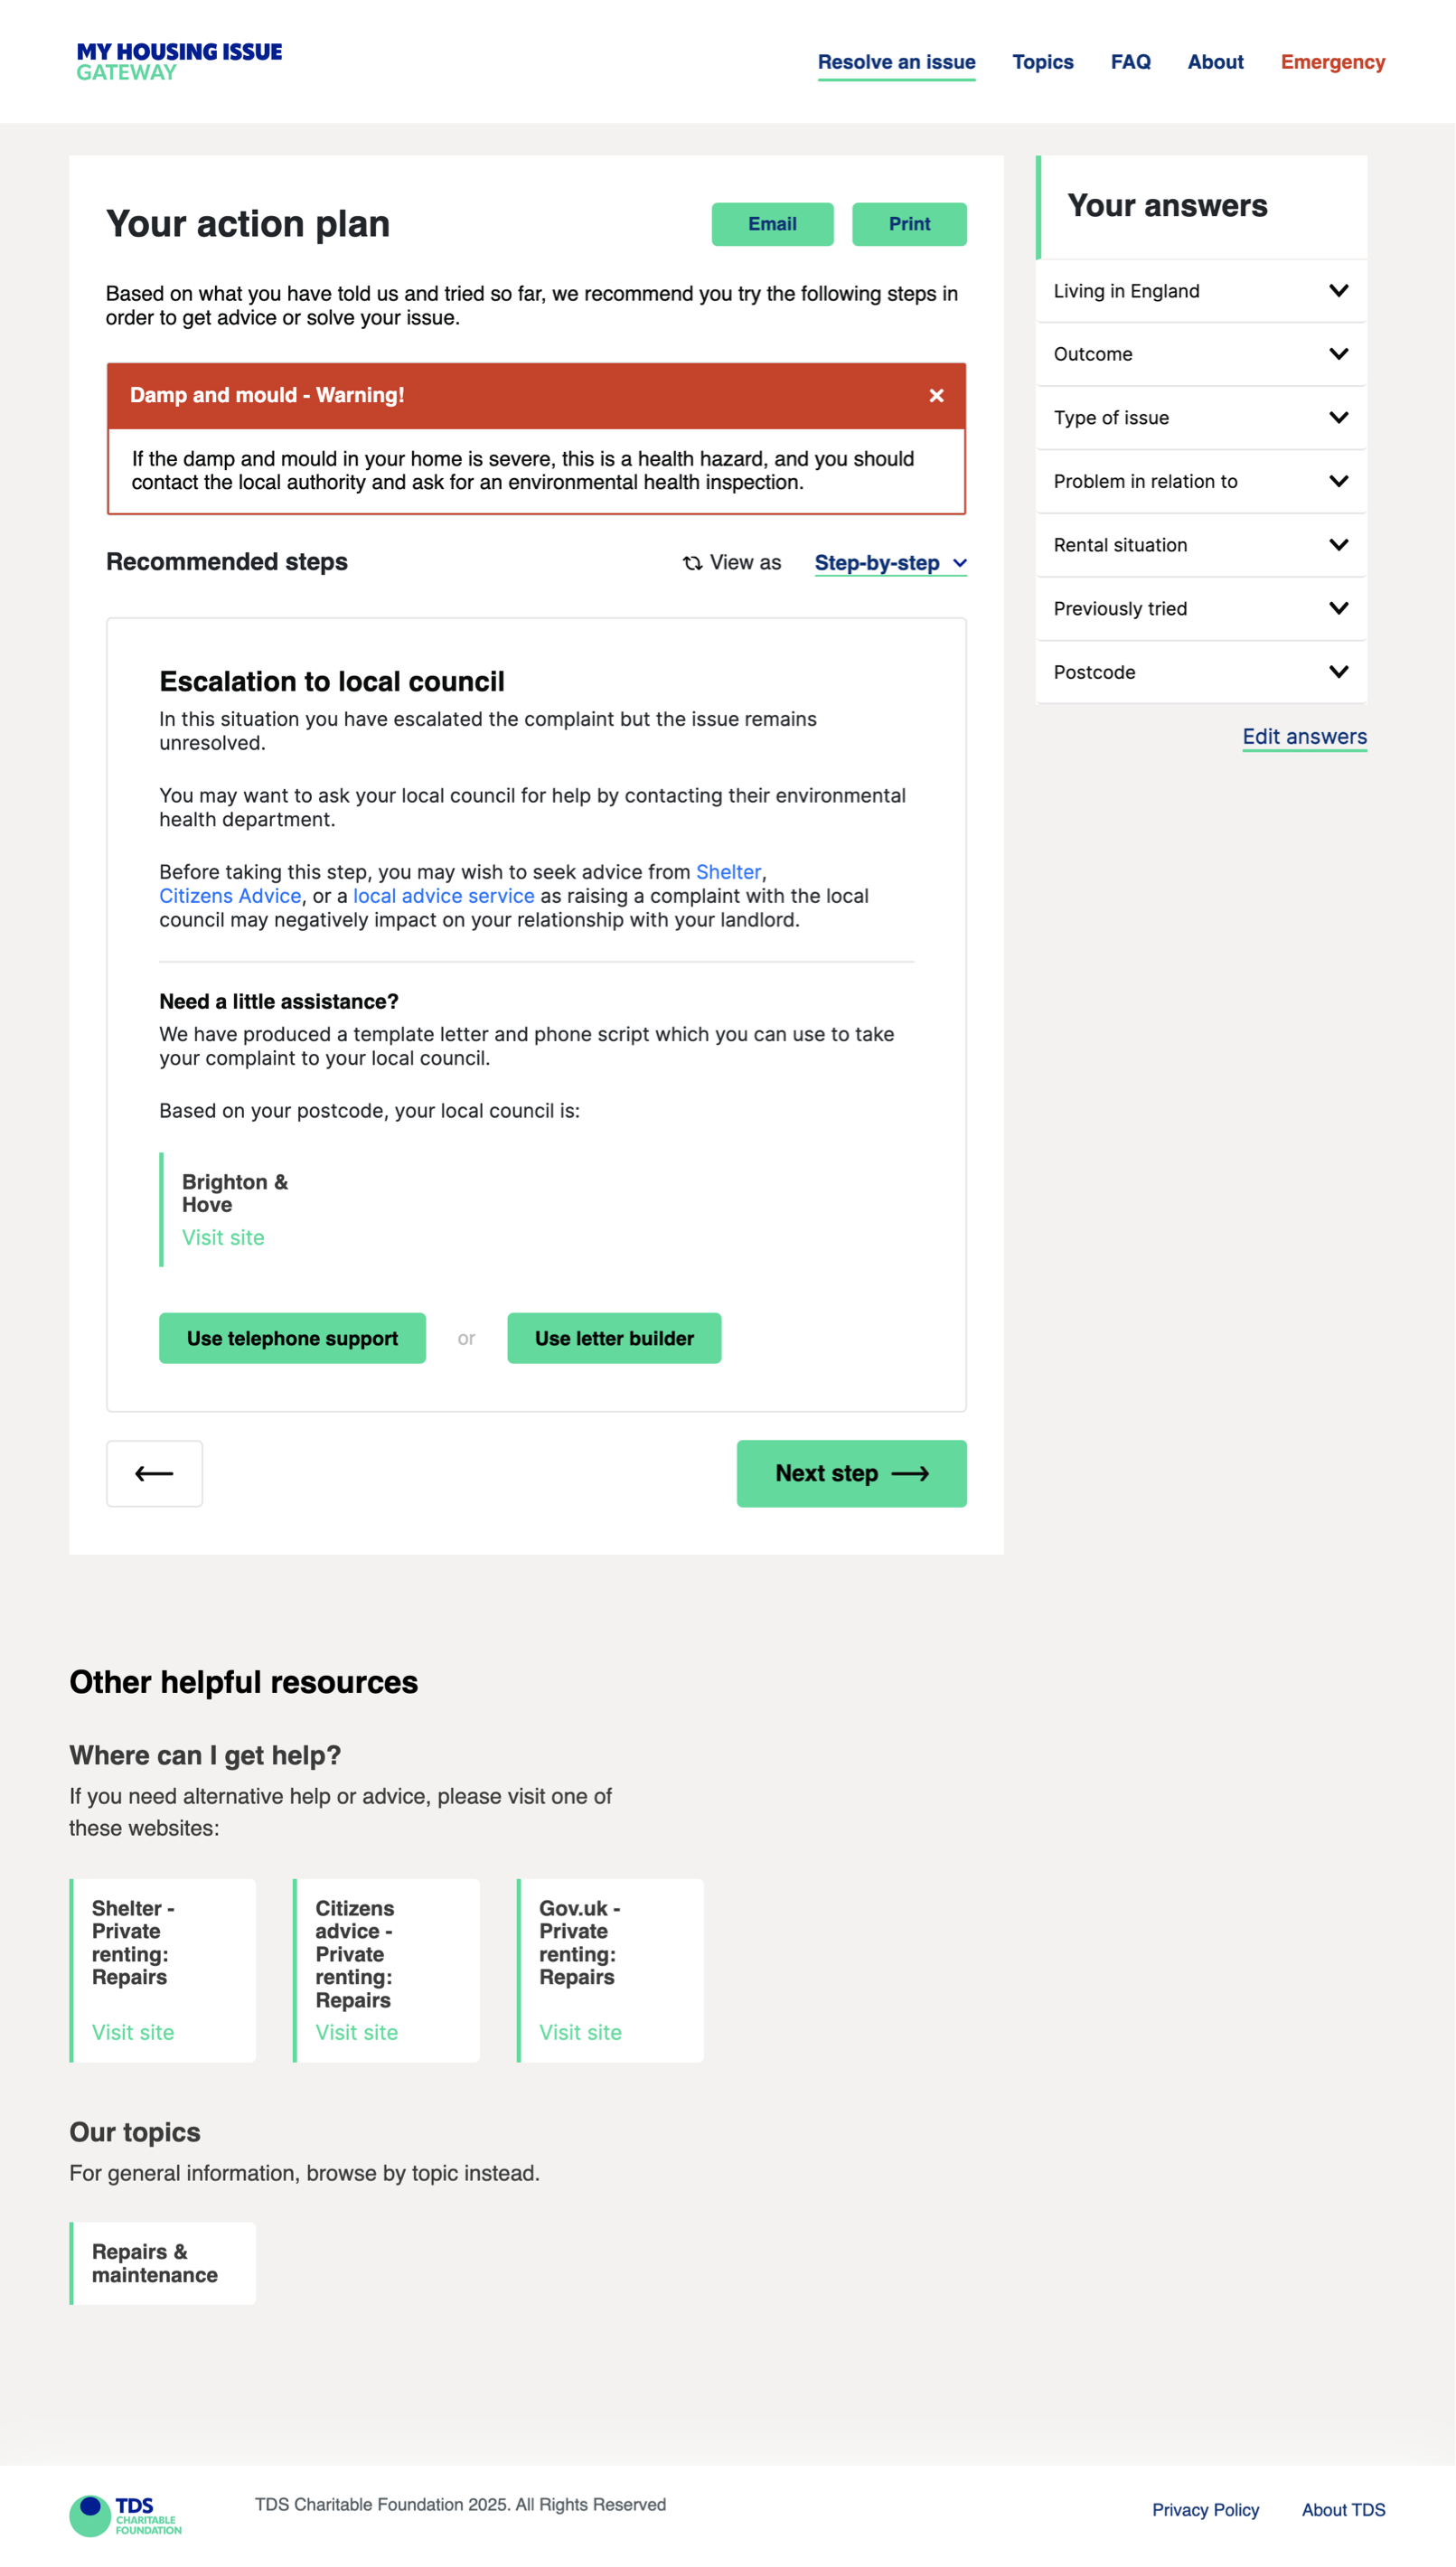 MY HOUSING ISSUE
GATEWAY
Resolve an issue
Topics
FAQ
About
Emergency
Your action plan
Email
Print
Based on what you have told us and tried so far, we recommend you try the following steps in
order to get advice or solve your issue.
Damp and mould - Warning!
If the damp and mould in your home is severe, this is a health hazard, and you should
contact the local authority and ask for an environmental health inspection.
Recommended steps
View as
Step-by-step
Escalation to local council
In this situation you have escalated the complaint but the issue remains
unresolved.
You may want to ask your local council for help by contacting their environmental
health department.
Before taking this step, you may wish to seek advice from Shelter,
Citizens Advice, or a local advice service as raising a complaint with the local
council may negatively impact on your relationship with your landlord.
Need a little assistance?
We have produced a template letter and phone script which you can use to take
your complaint to your local council.
Based on your postcode, your local council is:
Brighton &
Hove
Visit site
Use telephone support
or
Use letter builder
Next step
Your answers
Living in England
Outcome
Type of issue
Problem in relation to
Rental situation
Previously tried
Postcode
Edit answers
Other helpful resources
Where can I get help?
If you need alternative help or advice, please visit one of
these websites:
Shelter -
Private
renting:
Repairs
Visit site
Citizens
advice -
Private
renting:
Repairs
Visit site
Gov.uk -
Private
renting:
Repairs
Visit site
Our topics
For general information, browse by topic instead.
Repairs &
maintenance
TDS
CHARITABLE
FOUNDATION
TDS Charitable Foundation 2025. All Rights Reserved
Privacy Policy
About TDS